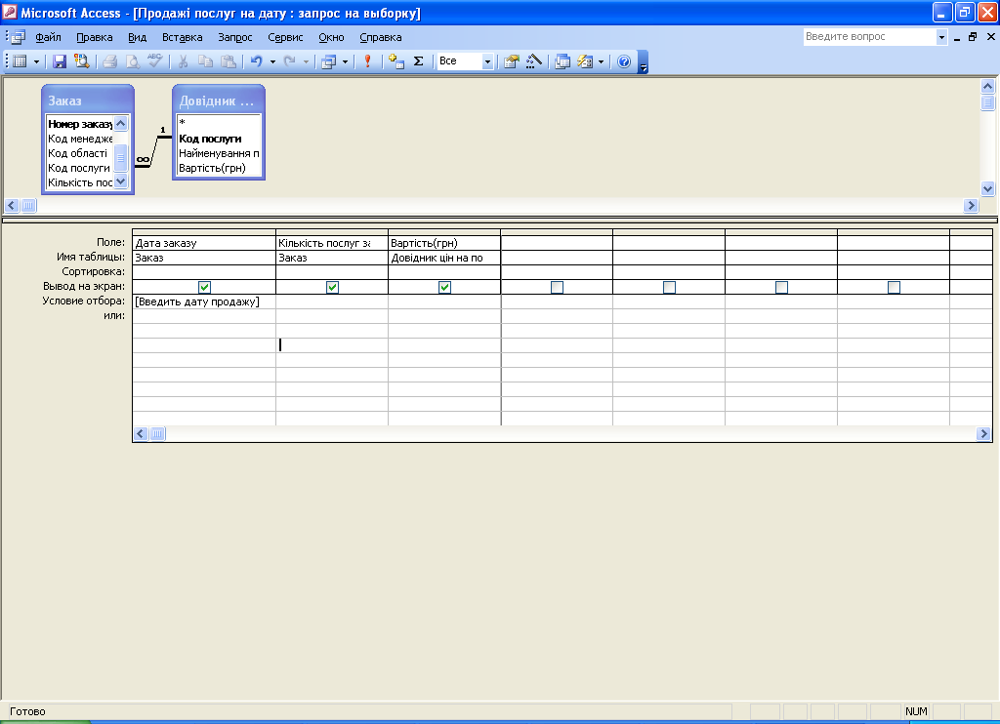 Microsoft Access - [Продажі послуг на дату : запрос на выборку]
Файл Правка Вид Вставка Запрос Сервис Окно Справка Введите вопрос
Все
Заказ
Номер заказу
Код менедже
Код області
Код послуги
Кількість пос
Довідник ...
*
Код послуги
Найменування п
Вартість(грн)
1
∞
Поле: Дата заказу Кількість послуг за Вартість(грн)
Имя таблицы: Заказ Заказ Довідник цін на по
Сортировка:
Вывод на экран:
Условие отбора: [Введить дату продажу]
или:
Готово NUM